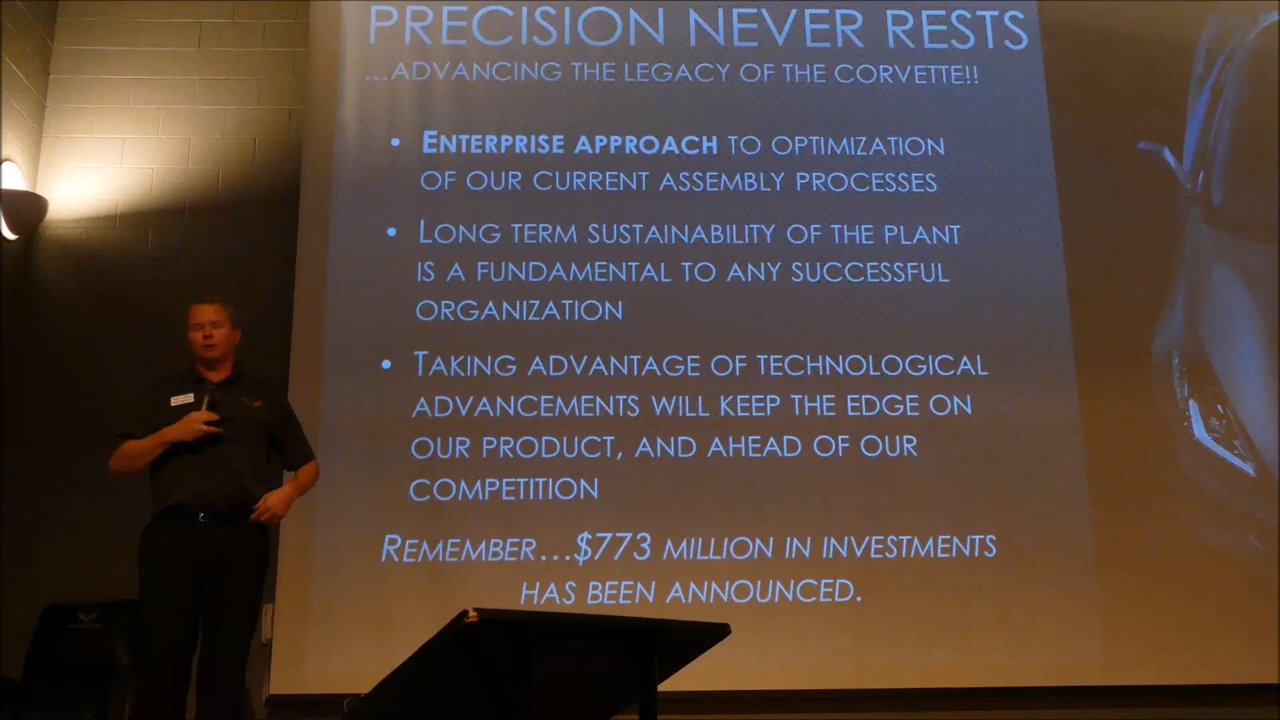 PRECISION NEVER RESTS
...ADVANCING THE LEGACY OF THE CORVETTE!!
• ENTERPRISE APPROACH TO OPTIMIZATION
OF OUR CURRENT ASSEMBLY PROCESSES
• LONG TERM SUSTAINABILITY OF THE PLANT
IS A FUNDAMENTAL TO ANY SUCCESSFUL
ORGANIZATION
• TAKING ADVANTAGE OF TECHNOLOGICAL
ADVANCEMENTS WILL KEEP THE EDGE ON
OUR PRODUCT, AND AHEAD OF OUR
COMPETITION
REMEMBER...$773 MILLION IN INVESTMENTS
HAS BEEN ANNOUNCED.